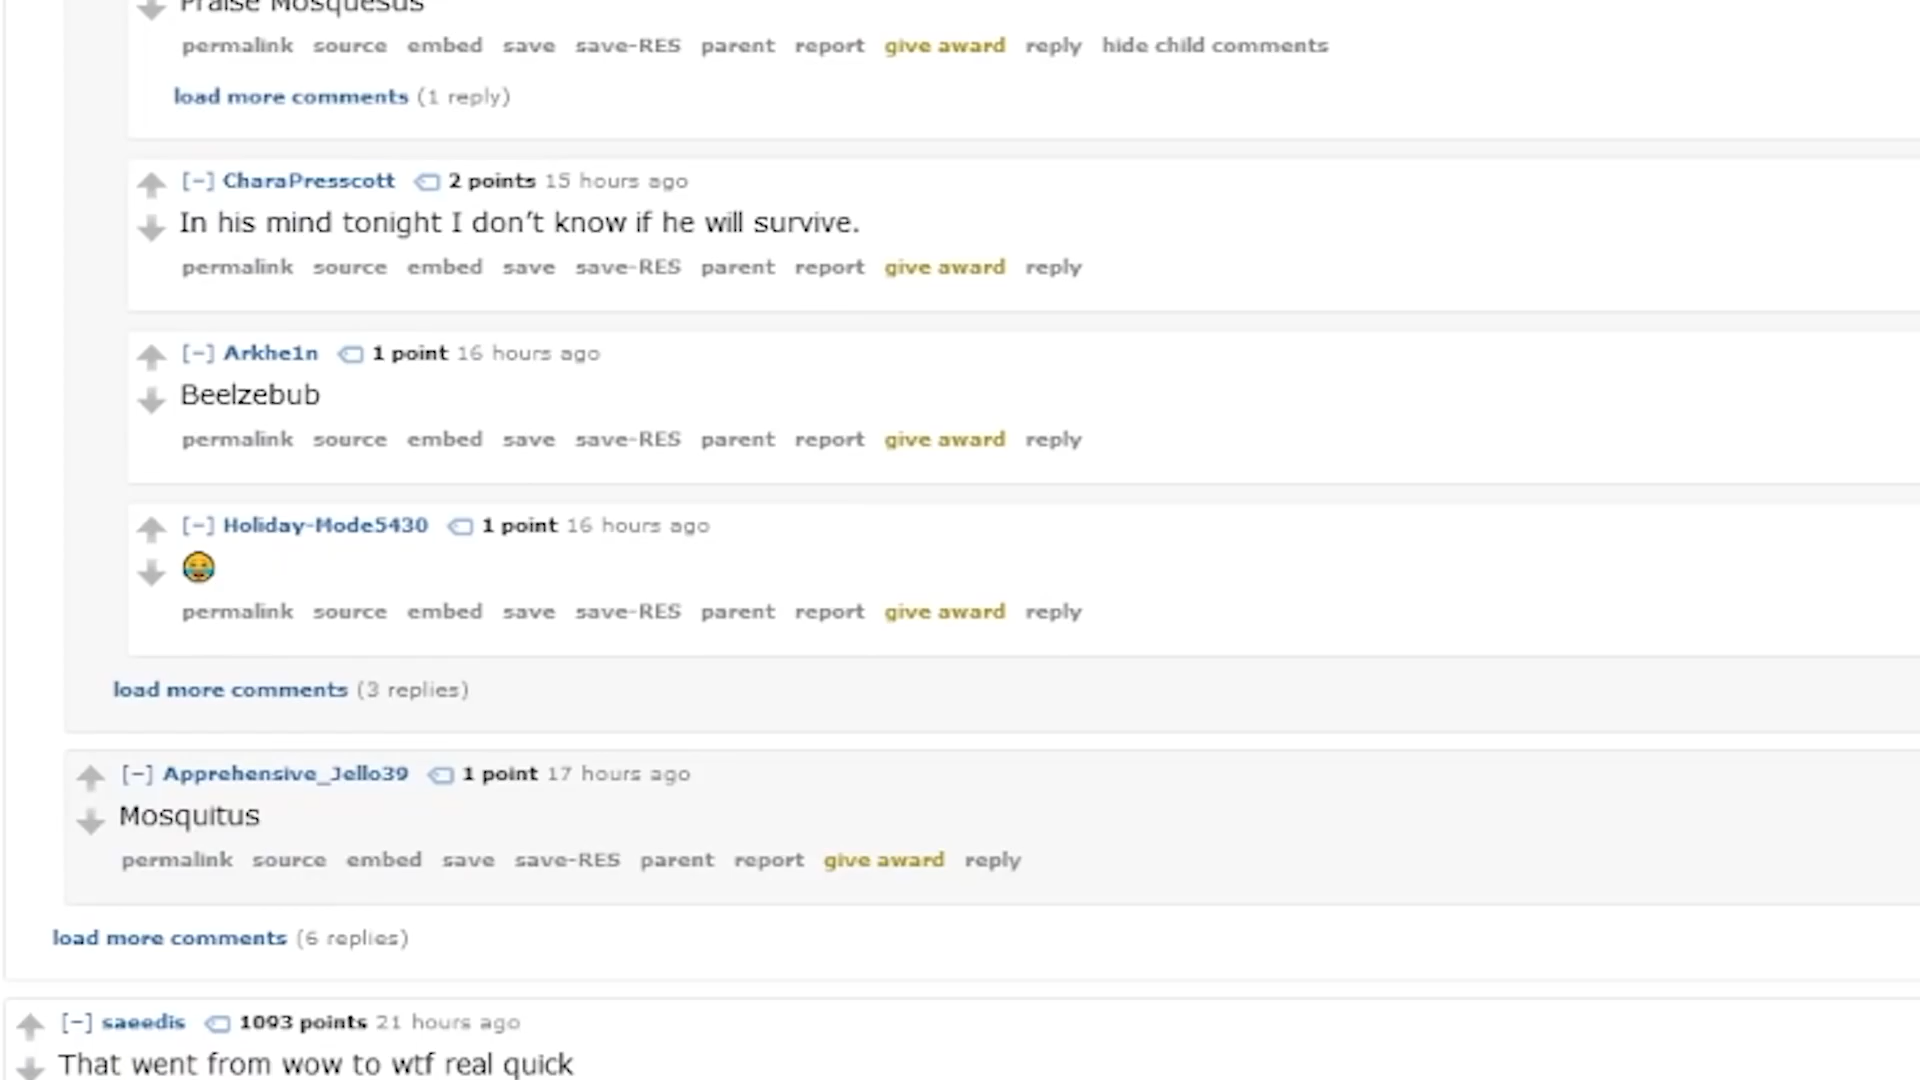 Praise Mosquesus
permalink source embed save save-RES parent report give award reply hide child comments
load more comments (1 reply)
[-] CharaPresscott 2 points 15 hours ago
In his mind tonight I don't know if he will survive.
permalink source embed save save-RES parent report give award reply
[-] Arkhe1n 1 point 16 hours ago
Beelzebub
permalink source embed save save-RES parent report give award reply
[-] Holiday-Mode5430 1 point 16 hours ago
😂
permalink source embed save save-RES parent report give award reply
load more comments (3 replies)
[-] Apprehensive_Jello39 1 point 17 hours ago
Mosquitus
permalink source embed save save-RES parent report give award reply
load more comments (6 replies)
[-] saeedis 1093 points 21 hours ago
That went from wow to wtf real quick